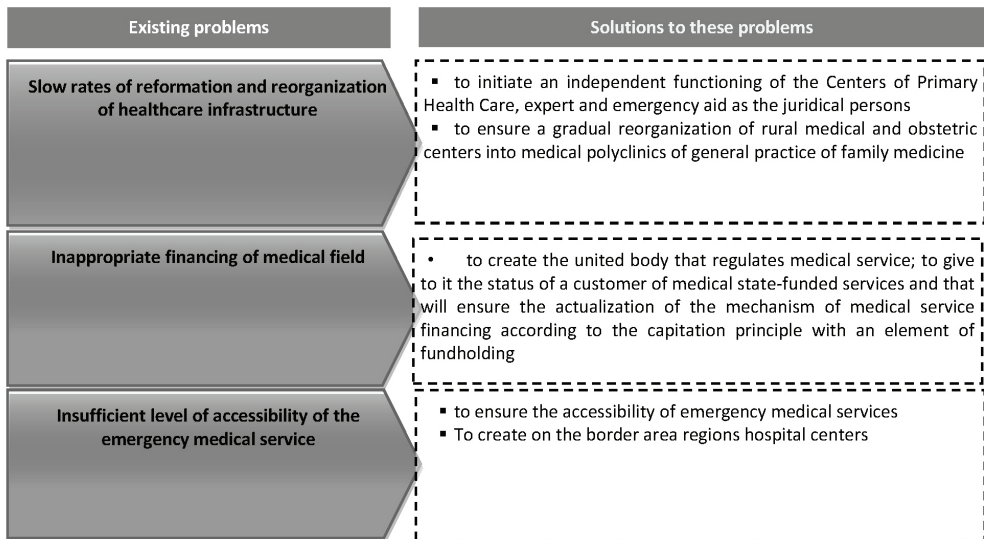 Existing problems
Solutions to these problems
Slow rates of reformation and reorganization
of healthcare infrastructure
▪ to initiate an independent functioning of the Centers of Primary
Health Care, expert and emergency aid as the juridical persons
▪ to ensure a gradual reorganization of rural medical and obstetric
centers into medical polyclinics of general practice of family medicine
Inappropriate financing of medical field
• to create the united body that regulates medical service; to give
to it the status of a customer of medical state-funded services and that
will ensure the actualization of the mechanism of medical service
financing according to the capitation principle with an element of
fundholding
Insufficient level of accessibility of the
emergency medical service
▪ to ensure the accessibility of emergency medical services
▪ To create on the border area regions hospital centers